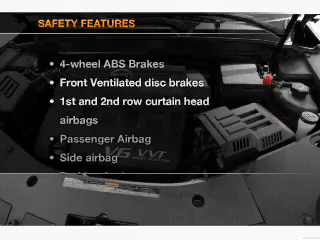 SAFETY FEATURES
• 4-wheel ABS Brakes
• Front Ventilated disc brakes
• 1st and 2nd row curtain head
airbags
• Passenger Airbag
• Side airbag
V6 VVT